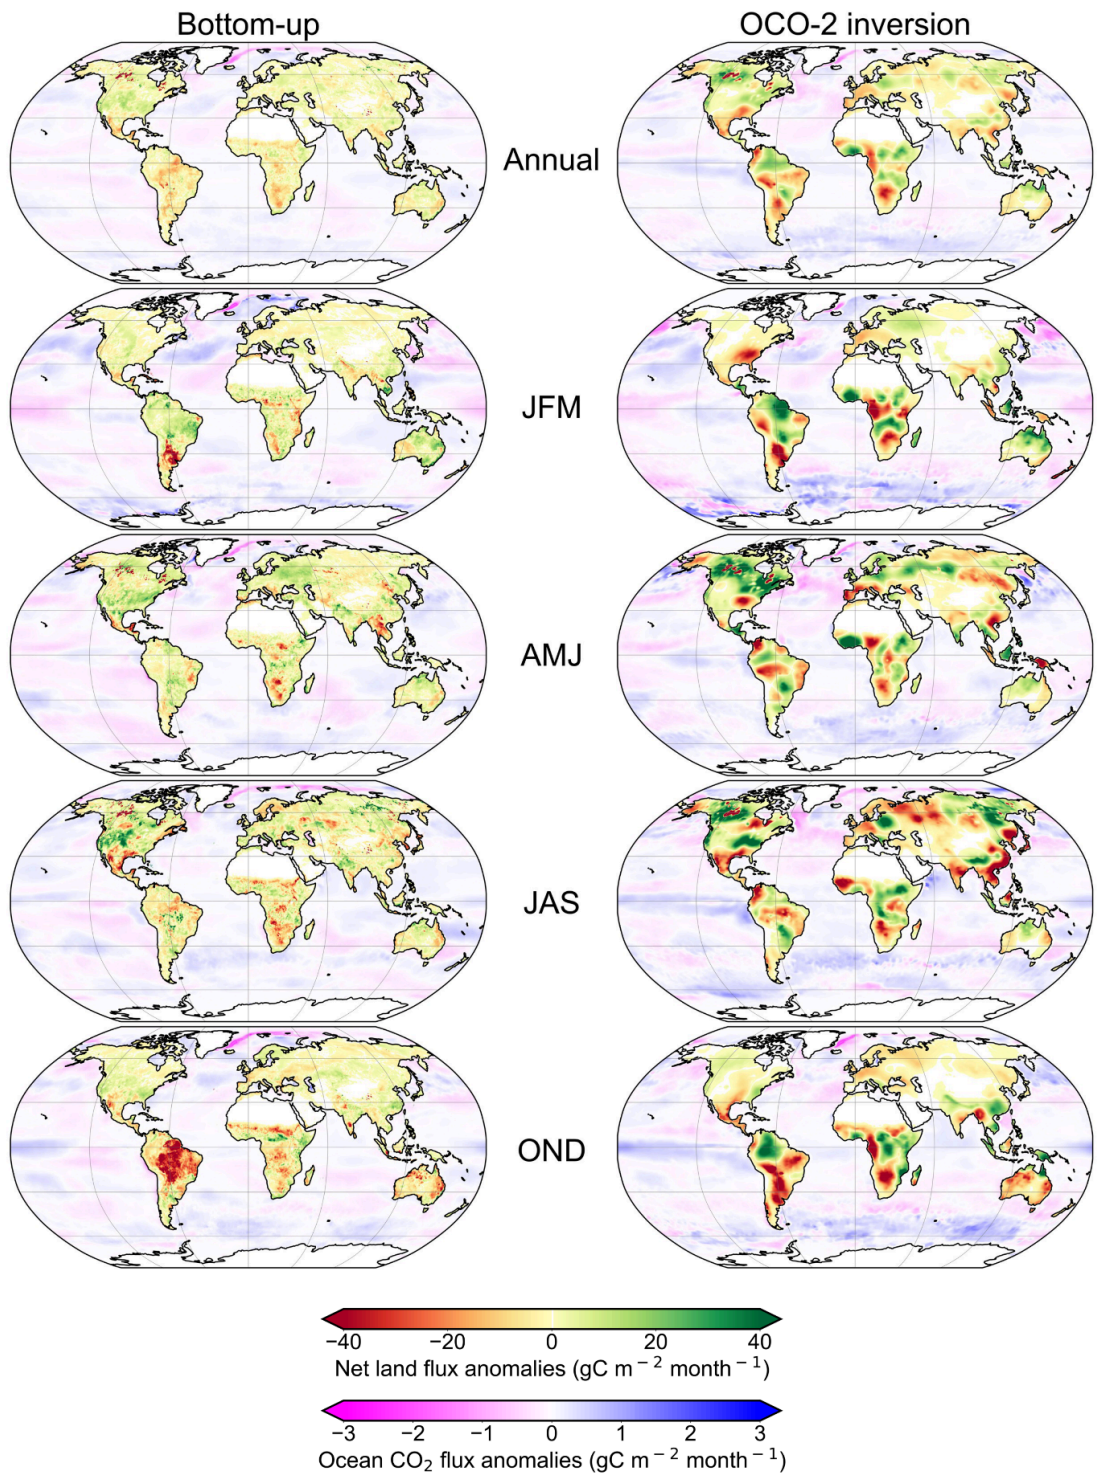 Bottom-up
OCO-2 inversion
Annual
JFM
AMJ
JAS
OND
−40 −20 0 20 40
Net land flux anomalies (gC m⁻² month⁻¹)
−3 −2 −1 0 1 2 3
Ocean CO₂ flux anomalies (gC m⁻² month⁻¹)